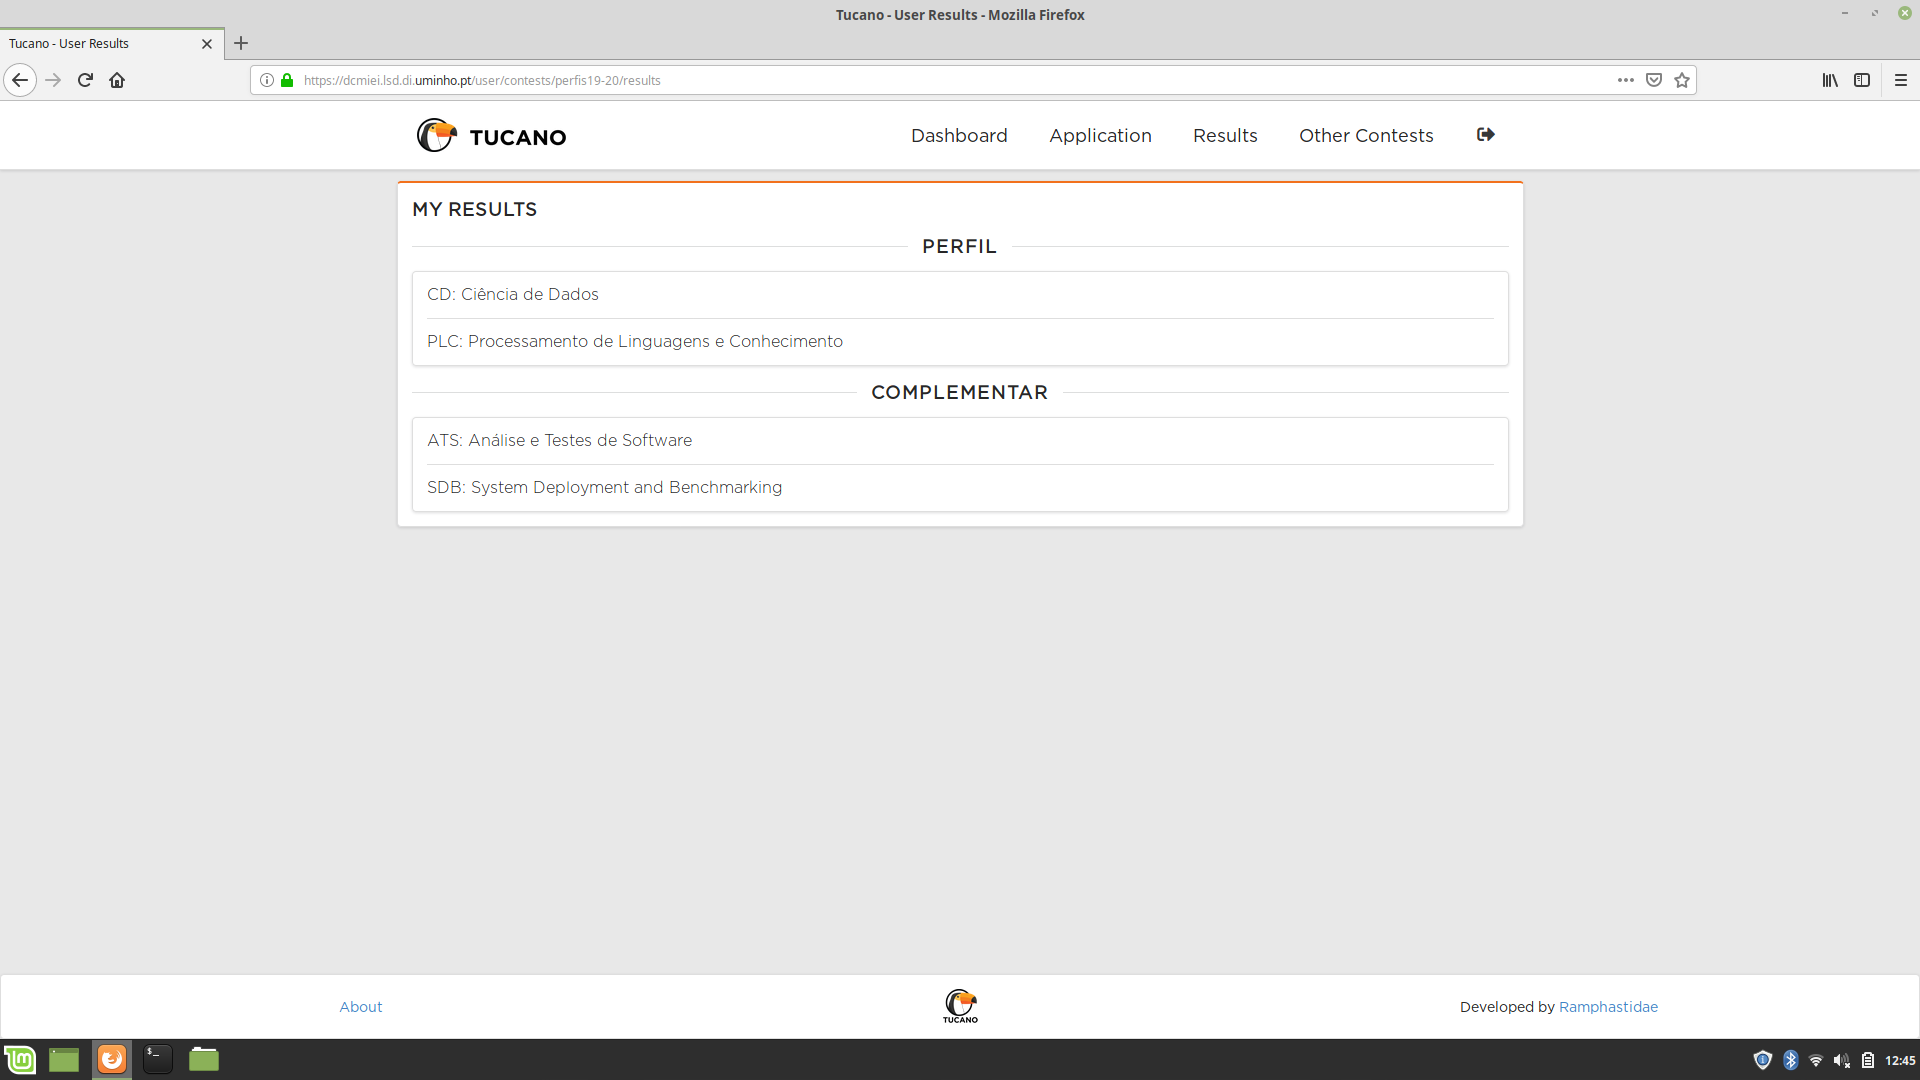 Tucano - User Results - Mozilla Firefox
Tucano - User Results
https://dcmiei.lsd.di.uminho.pt/user/contests/perfis19-20/results
TUCANO
Dashboard
Application
Results
Other Contests
MY RESULTS
PERFIL
CD: Ciência de Dados
PLC: Processamento de Linguagens e Conhecimento
COMPLEMENTAR
ATS: Análise e Testes de Software
SDB: System Deployment and Benchmarking
About
TUCANO
Developed by Ramphastidae
12:45